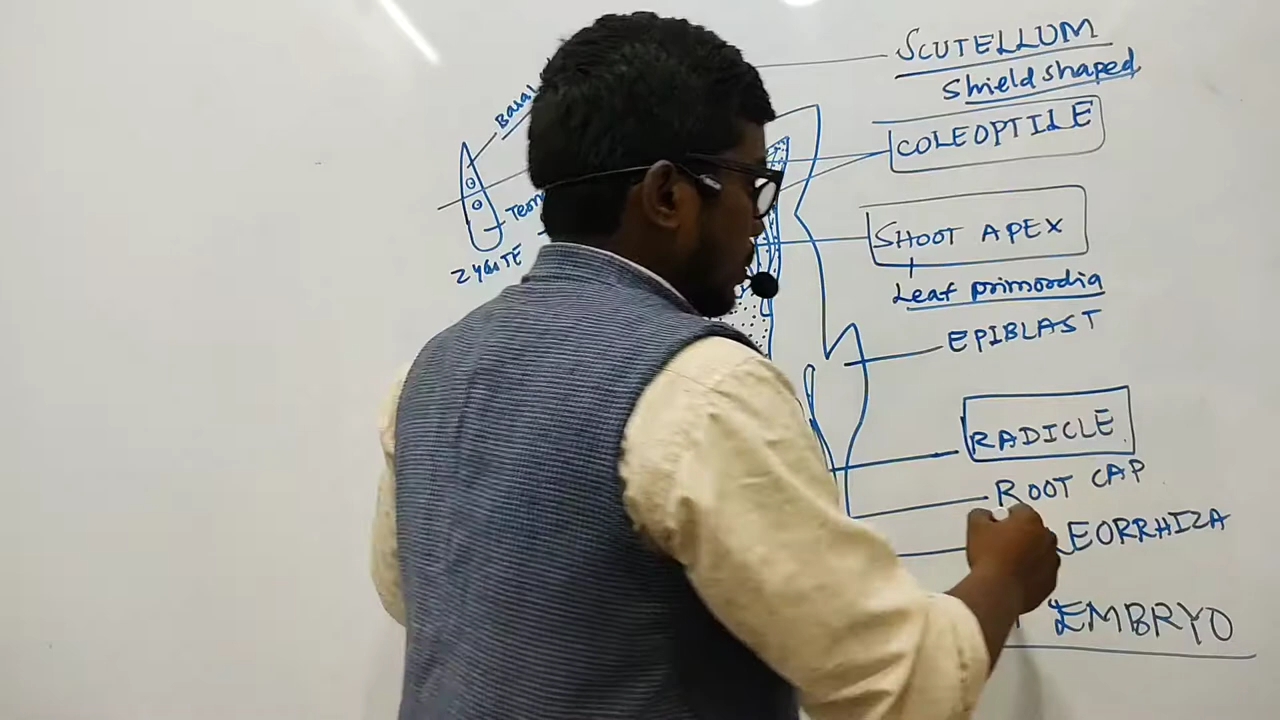 SCUTELLUM
Shield shaped
COLEOPTILE
Basal
ZYGOTE
SHOOT APEX
Leaf primordia
EPIBLAST
RADICLE
ROOT CAP
EORRHIZA
EMBRYO